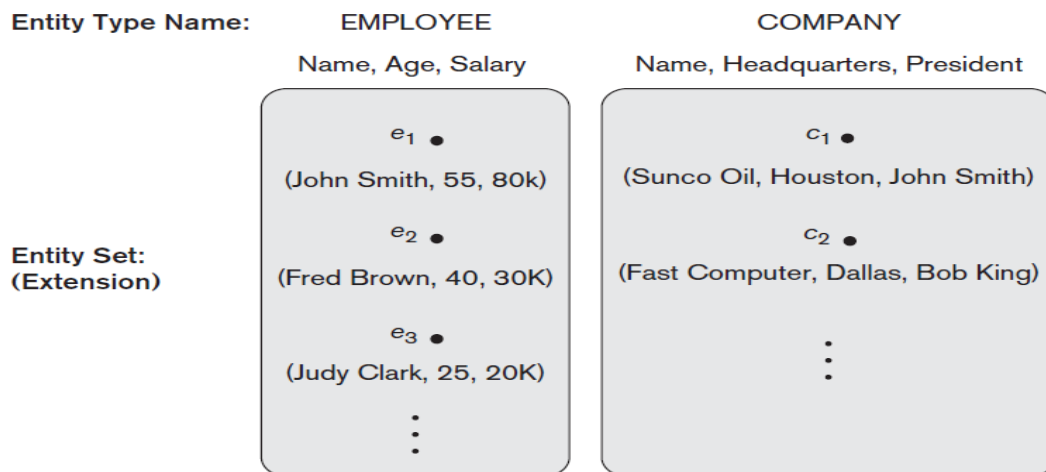 Entity Type Name: EMPLOYEE COMPANY
Name, Age, Salary Name, Headquarters, President
e1 c1
(John Smith, 55, 80k) (Sunco Oil, Houston, John Smith)
e2 c2
Entity Set:
(Extension)
(Fred Brown, 40, 30K) (Fast Computer, Dallas, Bob King)
e3
(Judy Clark, 25, 20K)